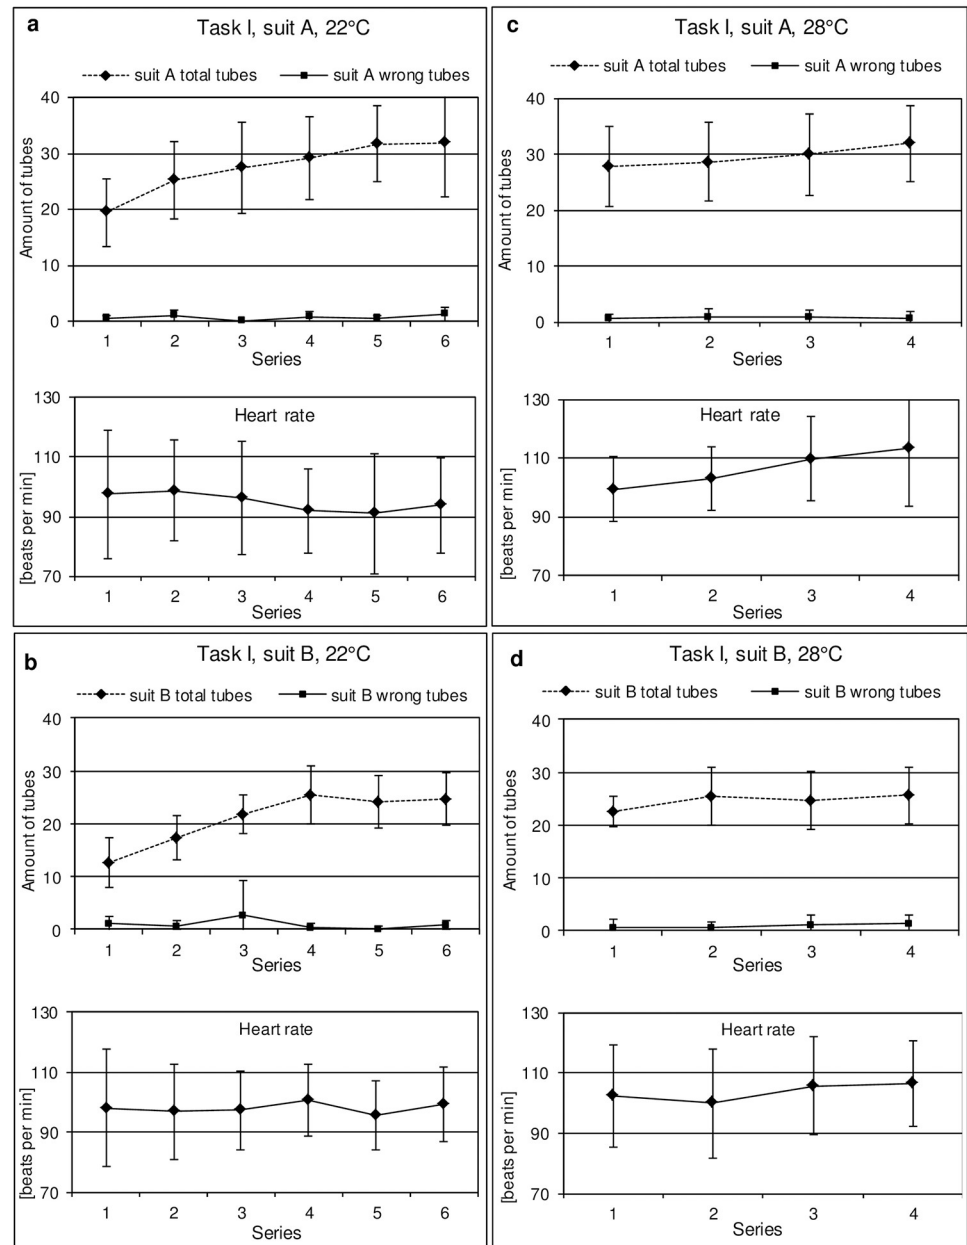 a
Task I, suit A, 22°C
suit A total tubes
suit A wrong tubes
Amount of tubes
40
30
20
10
0
1 2 3 4 5 6
Series
Heart rate
[beats per min]
130
110
90
70
1 2 3 4 5 6
Series
c
Task I, suit A, 28°C
suit A total tubes
suit A wrong tubes
Amount of tubes
40
30
20
10
0
1 2 3 4
Series
Heart rate
[beats per min]
130
110
90
70
1 2 3 4
Series
b
Task I, suit B, 22°C
suit B total tubes
suit B wrong tubes
Amount of tubes
40
30
20
10
0
1 2 3 4 5 6
Series
Heart rate
[beats per min]
130
110
90
70
1 2 3 4 5 6
Series
d
Task I, suit B, 28°C
suit B total tubes
suit B wrong tubes
Amount of tubes
40
30
20
10
0
1 2 3 4
Series
Heart rate
[beats per min]
130
110
90
70
1 2 3 4
Series